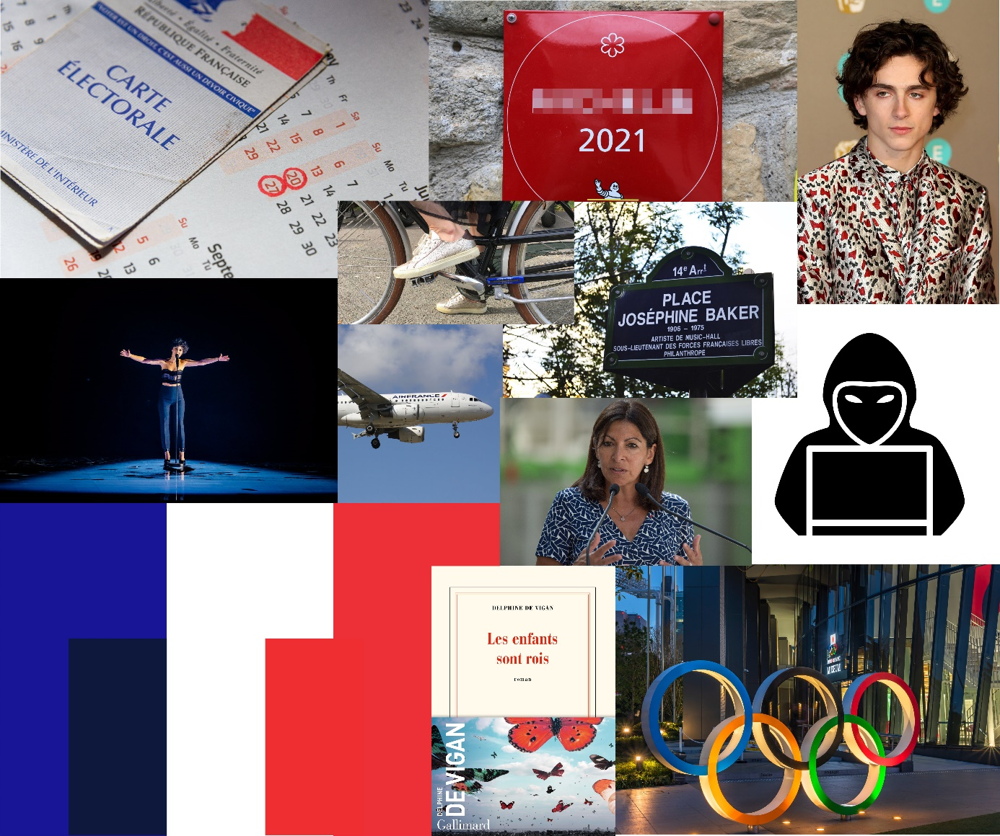 Liberté • Égalité • Fraternité
RÉPUBLIQUE FRANÇAISE
"VOTER EST UN DROIT, C'EST AUSSI UN DEVOIR CIVIQUE"
CARTE
ÉLECTORALE
MINISTÈRE DE L'INTÉRIEUR
Th
Fr
Sa
7
1
14
8
21
15
22
29
Su
6
13
20
27
Mo
7
14
21
28
Tu
1
22
29
23
30
Su
5
26
Mo
6
13
20
Tu
Septe
2021
14e Arrt
PLACE
JOSÉPHINE BAKER
1906 – 1975
ARTISTE DE MUSIC-HALL
SOUS-LIEUTENANT DES FORCES FRANÇAISES LIBRES
PHILANTHROPE
AIRFRANCE
DELPHINE DE VIGAN
Les enfants
sont rois
roman
DELPHINE
DE VIGAN
Gallimard
MUSEUM